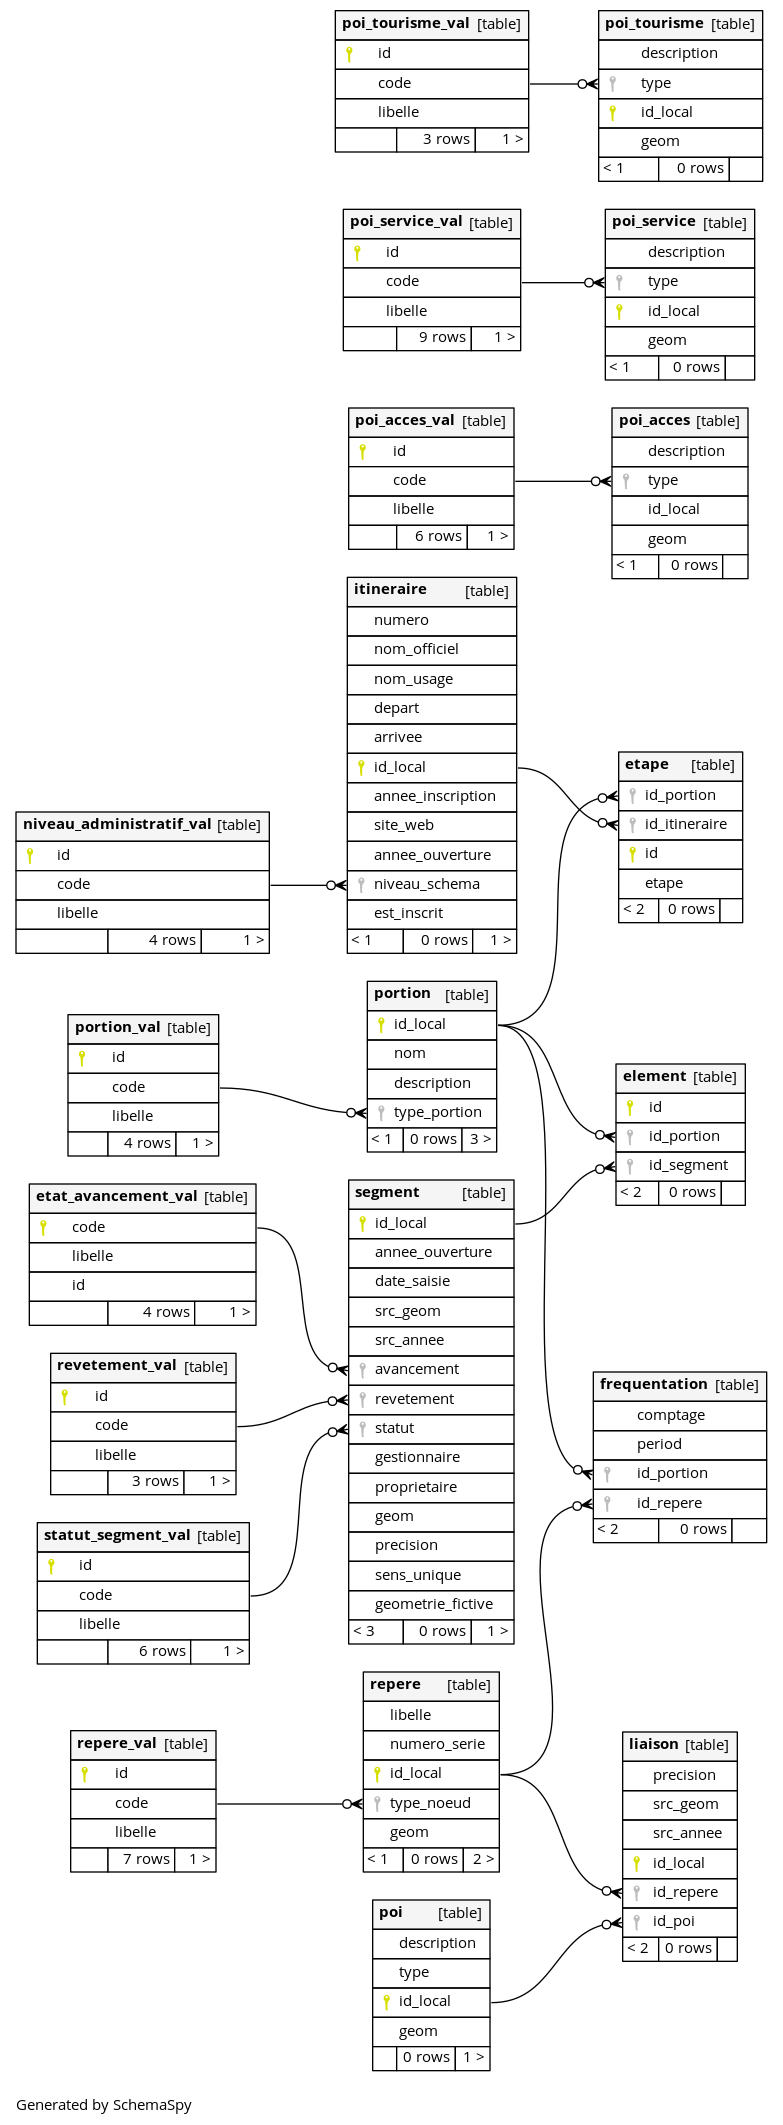 poi_tourisme_val [table]
id
code
libelle
3 rows 1 >
poi_tourisme [table]
description
type
id_local
geom
< 1 0 rows
poi_service_val [table]
id
code
libelle
9 rows 1 >
poi_service [table]
description
type
id_local
geom
< 1 0 rows
poi_acces_val [table]
id
code
libelle
6 rows 1 >
poi_acces [table]
description
type
id_local
geom
< 1 0 rows
itineraire [table]
numero
nom_officiel
nom_usage
depart
arrivee
id_local
annee_inscription
site_web
annee_ouverture
niveau_schema
est_inscrit
< 1 0 rows 1 >
etape [table]
id_portion
id_itineraire
id
etape
< 2 0 rows
niveau_administratif_val [table]
id
code
libelle
4 rows 1 >
portion [table]
id_local
nom
description
type_portion
< 1 0 rows 3 >
portion_val [table]
id
code
libelle
4 rows 1 >
element [table]
id
id_portion
id_segment
< 2 0 rows
etat_avancement_val [table]
code
libelle
id
4 rows 1 >
segment [table]
id_local
annee_ouverture
date_saisie
src_geom
src_annee
avancement
revetement
statut
gestionnaire
proprietaire
geom
precision
sens_unique
geometrie_fictive
< 3 0 rows 1 >
revetement_val [table]
id
code
libelle
3 rows 1 >
frequentation [table]
comptage
period
id_portion
id_repere
< 2 0 rows
statut_segment_val [table]
id
code
libelle
6 rows 1 >
repere [table]
libelle
numero_serie
id_local
type_noeud
geom
< 1 0 rows 2 >
repere_val [table]
id
code
libelle
7 rows 1 >
liaison [table]
precision
src_geom
src_annee
id_local
id_repere
id_poi
< 2 0 rows
poi [table]
description
type
id_local
geom
0 rows 1 >
Generated by SchemaSpy